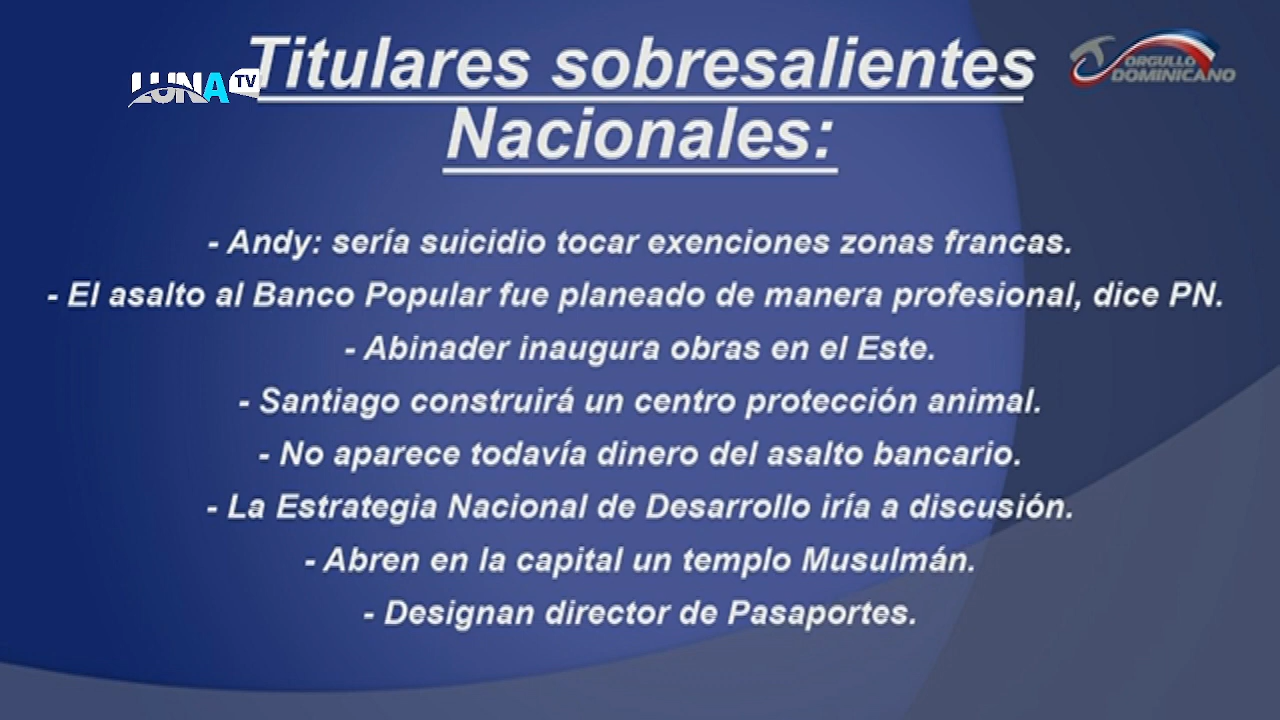 Titulares sobresalientes
Nacionales:
LUNA TV
ORGULLO
DOMINICANO
- Andy: sería suicidio tocar exenciones zonas francas.
- El asalto al Banco Popular fue planeado de manera profesional, dice PN.
- Abinader inaugura obras en el Este.
- Santiago construirá un centro protección animal.
- No aparece todavía dinero del asalto bancario.
- La Estrategia Nacional de Desarrollo iría a discusión.
- Abren en la capital un templo Musulmán.
- Designan director de Pasaportes.